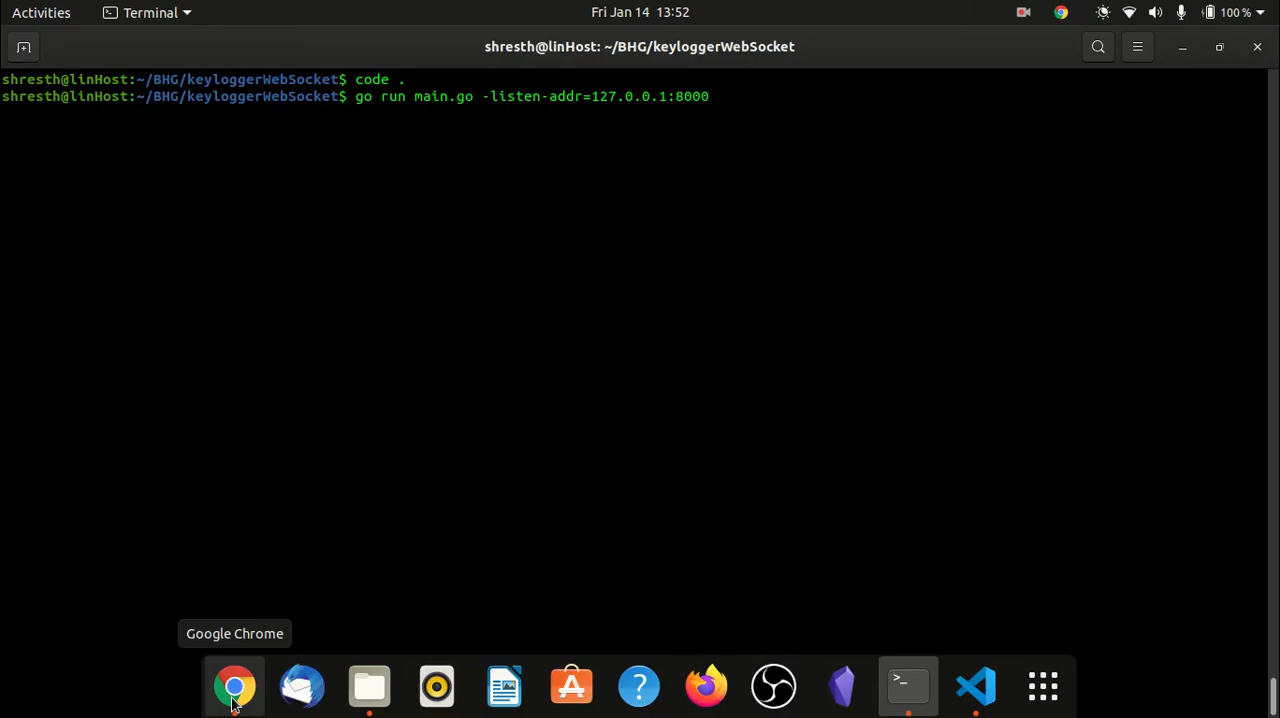 Activities
Terminal
Fri Jan 14 13:52
100 %
shresth@linHost: ~/BHG/keyloggerWebSocket
shresth@linHost:~/BHG/keyloggerWebSocket$ code .
shresth@linHost:~/BHG/keyloggerWebSocket$ go run main.go -listen-addr=127.0.0.1:8000
Google Chrome